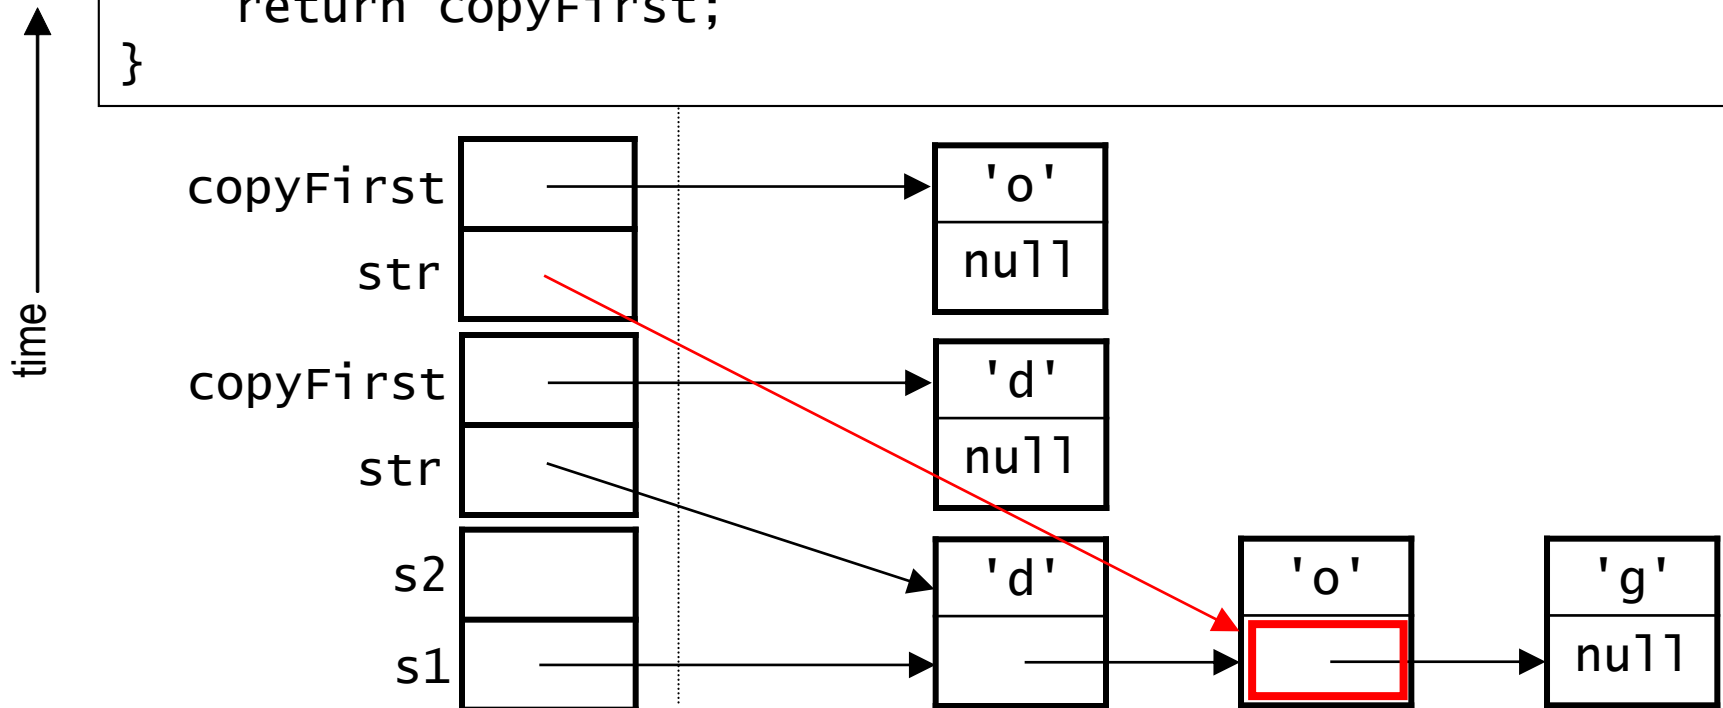 return copyFirst;
}
time
copyFirst
'o'
str
null
copyFirst
'd'
str
null
s2
'd'
'o'
'g'
s1
null